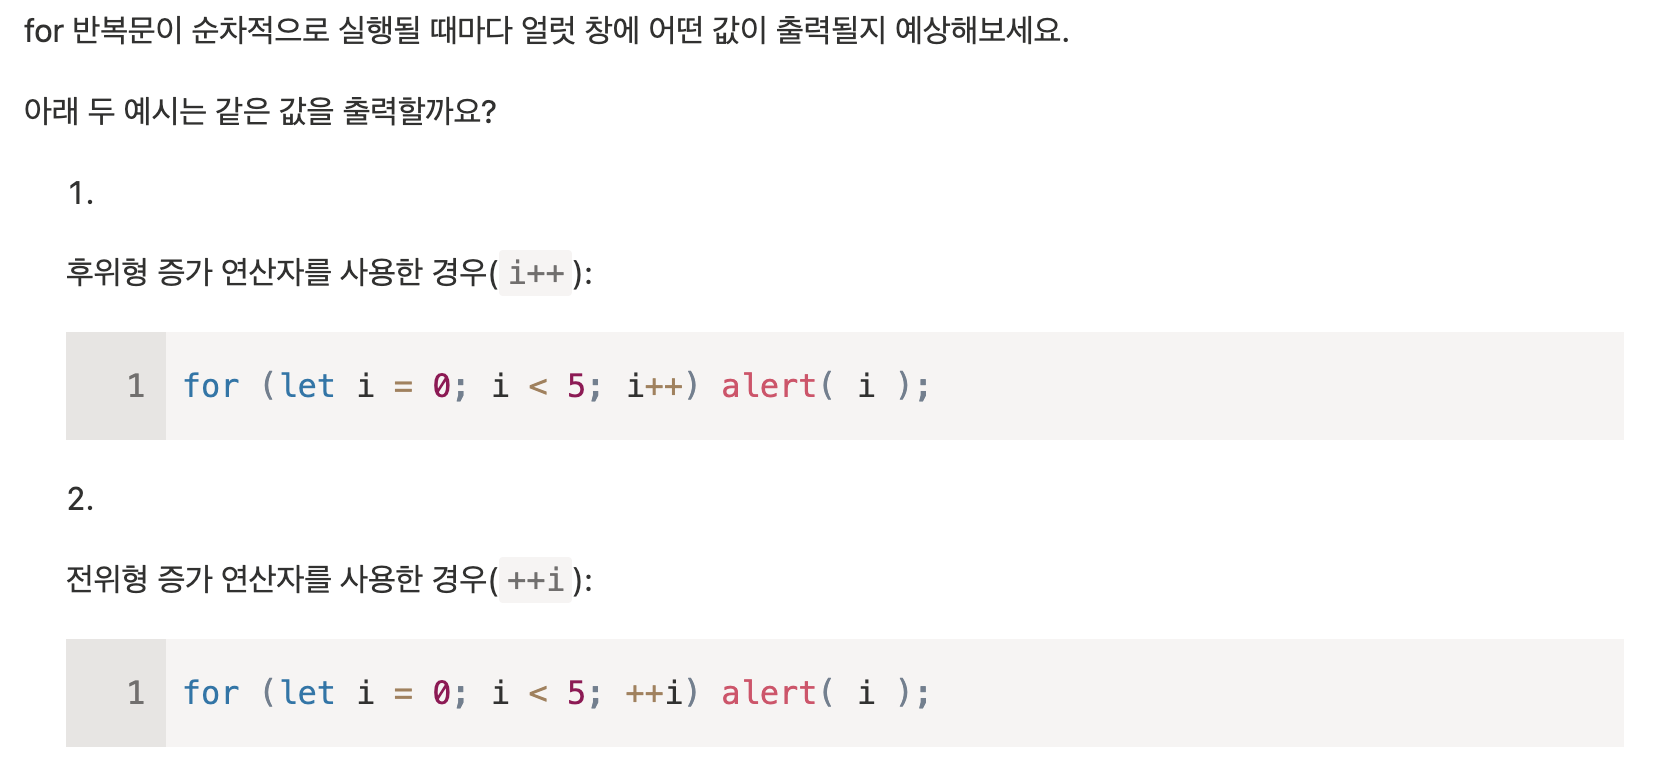 for 반복문이 순차적으로 실행될 때마다 얼럿 창에 어떤 값이 출력될지 예상해보세요.
아래 두 예시는 같은 값을 출력할까요?
1.
후위형 증가 연산자를 사용한 경우( i++ ):
1 for (let i = 0; i < 5; i++) alert( i );
2.
전위형 증가 연산자를 사용한 경우( ++i ):
1 for (let i = 0; i < 5; ++i) alert( i );